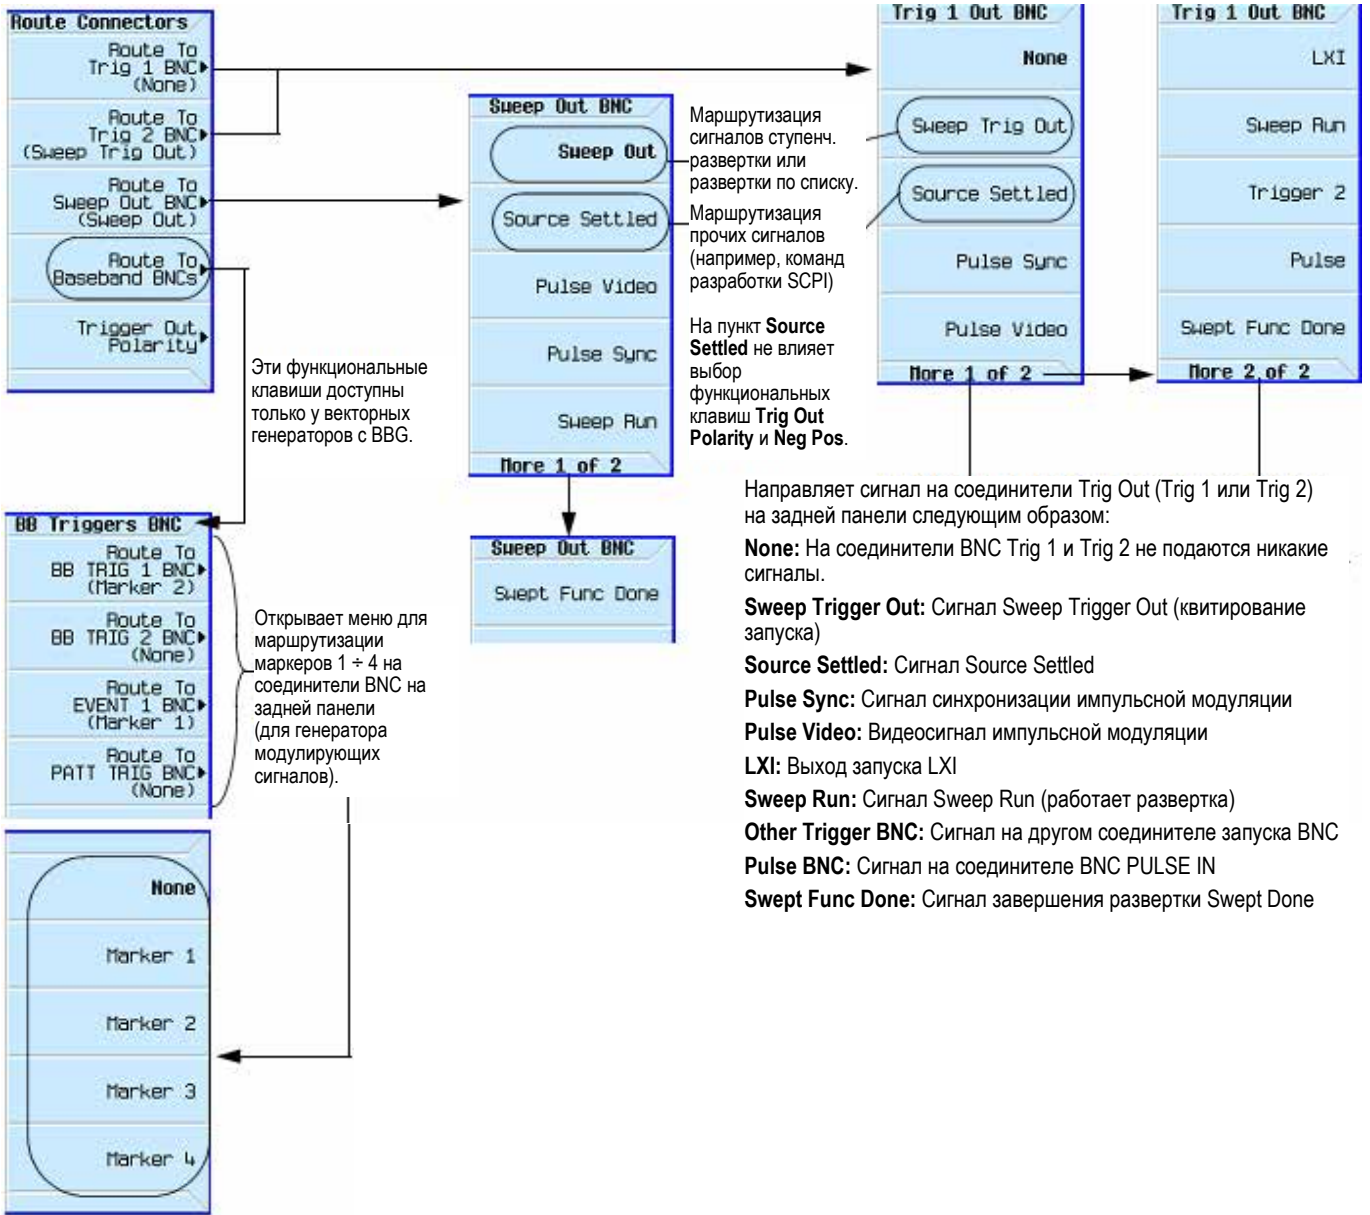 Route Connectors
Route To
Trig 1 BNC
(None)
Route To
Trig 2 BNC
(Sweep Trig Out)
Route To
Sweep Out BNC
(Sweep Out)
Route To
Baseband BNCs
Trigger Out
Polarity
Эти функциональные
клавиши доступны
только у векторных
генераторов с BBG.
Sweep Out BNC
Sweep Out
Source Settled
Pulse Video
Pulse Sync
Sweep Run
More 1 of 2
Sweep Out BNC
Swept Func Done
Маршрутизация
сигналов ступенч.
развертки или
развертки по списку.
Маршрутизация
прочих сигналов
(например, команд
разработки SCPI)
На пункт Source
Settled не влияет
выбор
функциональных
клавиш Trig Out
Polarity и Neg Pos.
Trig 1 Out BNC
None
Sweep Trig Out
Source Settled
Pulse Sync
Pulse Video
More 1 of 2
Trig 1 Out BNC
LXI
Sweep Run
Trigger 2
Pulse
Swept Func Done
More 2 of 2
BB Triggers BNC
Route To
BB TRIG 1 BNC
(Marker 2)
Route To
BB TRIG 2 BNC
(None)
Route To
EVENT 1 BNC
(Marker 1)
Route To
PATT TRIG BNC
(None)
Открывает меню для
маршрутизации
маркеров 1 ÷ 4 на
соединители BNC на
задней панели
(для генератора
модулирующих
сигналов).
None
Marker 1
Marker 2
Marker 3
Marker 4
Направляет сигнал на соединители Trig Out (Trig 1 или Trig 2)
на задней панели следующим образом:
None: На соединители BNC Trig 1 и Trig 2 не подаются никакие
сигналы.
Sweep Trigger Out: Сигнал Sweep Trigger Out (квитирование
запуска)
Source Settled: Сигнал Source Settled
Pulse Sync: Сигнал синхронизации импульсной модуляции
Pulse Video: Видеосигнал импульсной модуляции
LXI: Выход запуска LXI
Sweep Run: Сигнал Sweep Run (работает развертка)
Other Trigger BNC: Сигнал на другом соединителе запуска BNC
Pulse BNC: Сигнал на соединителе BNC PULSE IN
Swept Func Done: Сигнал завершения развертки Swept Done